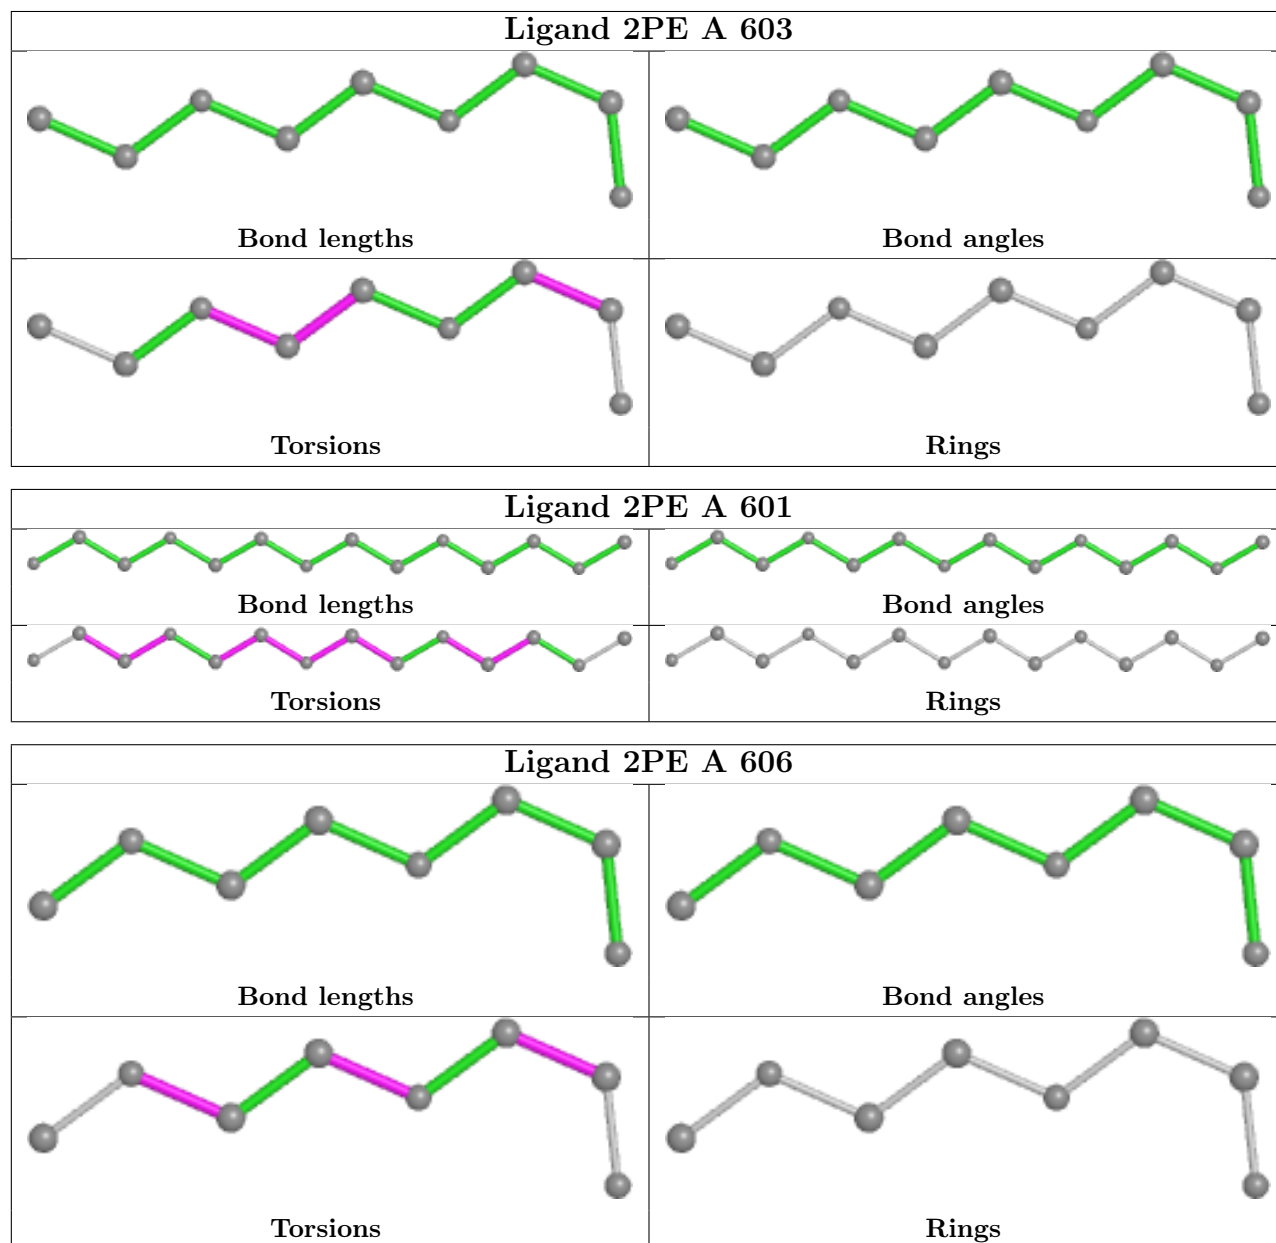 Ligand 2PE A 603
Bond lengths
Bond angles
Torsions
Rings
Ligand 2PE A 601
Bond lengths
Bond angles
Torsions
Rings
Ligand 2PE A 606
Bond lengths
Bond angles
Torsions
Rings